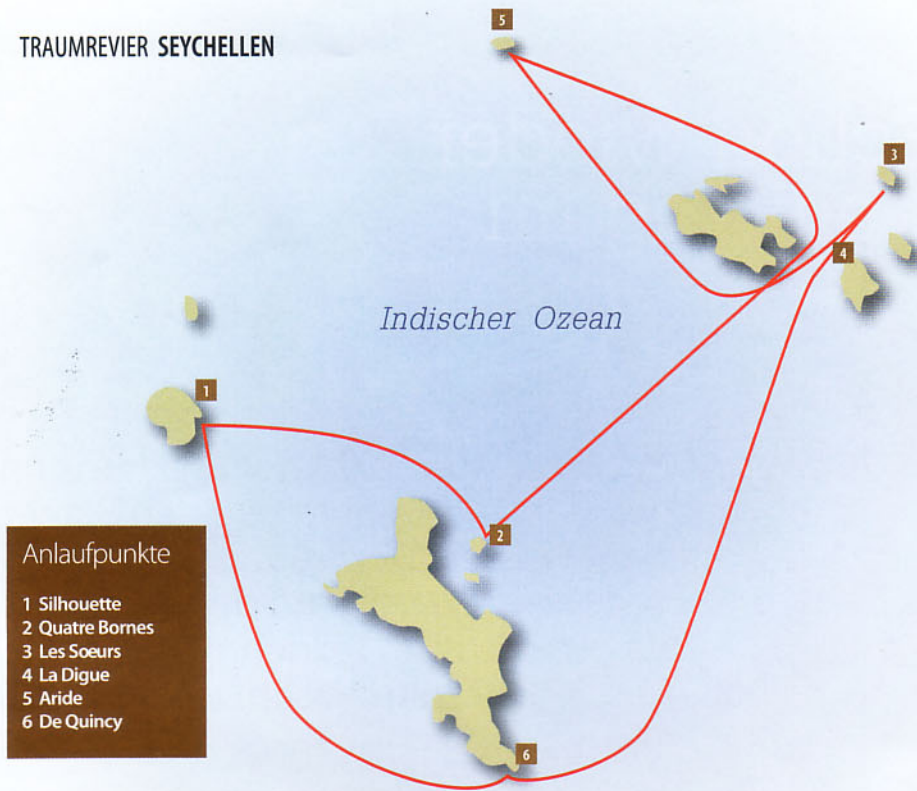 TRAUMREVIER SEYCHELLEN
5
3
4
Indischer Ozean
1
2
Anlaufpunkte
1 Silhouette
2 Quatre Bornes
3 Les Sœurs
4 La Digue
5 Aride
6 De Quincy
6